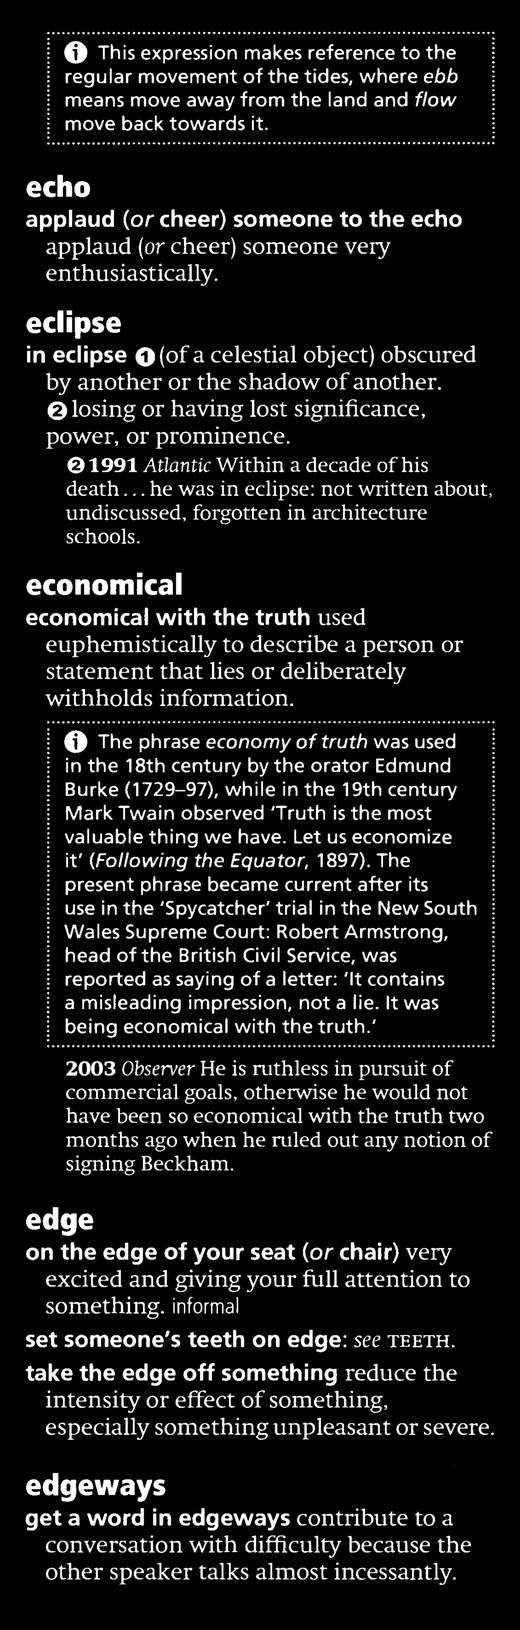 ⓘ This expression makes reference to the
regular movement of the tides, where ebb
means move away from the land and flow
move back towards it.
echo
applaud (or cheer) someone to the echo
applaud (or cheer) someone very
enthusiastically.
eclipse
in eclipse ❶ (of a celestial object) obscured
by another or the shadow of another.
❷ losing or having lost significance,
power, or prominence.
❷ 1991 Atlantic Within a decade of his
death . . . he was in eclipse: not written about,
undiscussed, forgotten in architecture
schools.
economical
economical with the truth used
euphemistically to describe a person or
statement that lies or deliberately
withholds information.
ⓘ The phrase economy of truth was used
in the 18th century by the orator Edmund
Burke (1729–97), while in the 19th century
Mark Twain observed ‘Truth is the most
valuable thing we have. Let us economize
it’ (Following the Equator, 1897). The
present phrase became current after its
use in the ‘Spycatcher’ trial in the New South
Wales Supreme Court: Robert Armstrong,
head of the British Civil Service, was
reported as saying of a letter: ‘It contains
a misleading impression, not a lie. It was
being economical with the truth.’
2003 Observer He is ruthless in pursuit of
commercial goals, otherwise he would not
have been so economical with the truth two
months ago when he ruled out any notion of
signing Beckham.
edge
on the edge of your seat (or chair) very
excited and giving your full attention to
something. informal
set someone's teeth on edge: see TEETH.
take the edge off something reduce the
intensity or effect of something,
especially something unpleasant or severe.
edgeways
get a word in edgeways contribute to a
conversation with difficulty because the
other speaker talks almost incessantly.